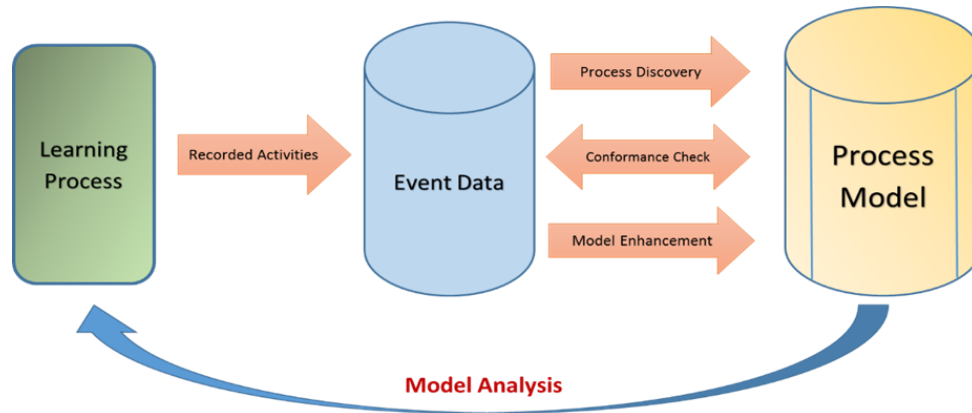 Learning
Process
Recorded Activities
Event Data
Process Discovery
Conformance Check
Model Enhancement
Process
Model
Model Analysis